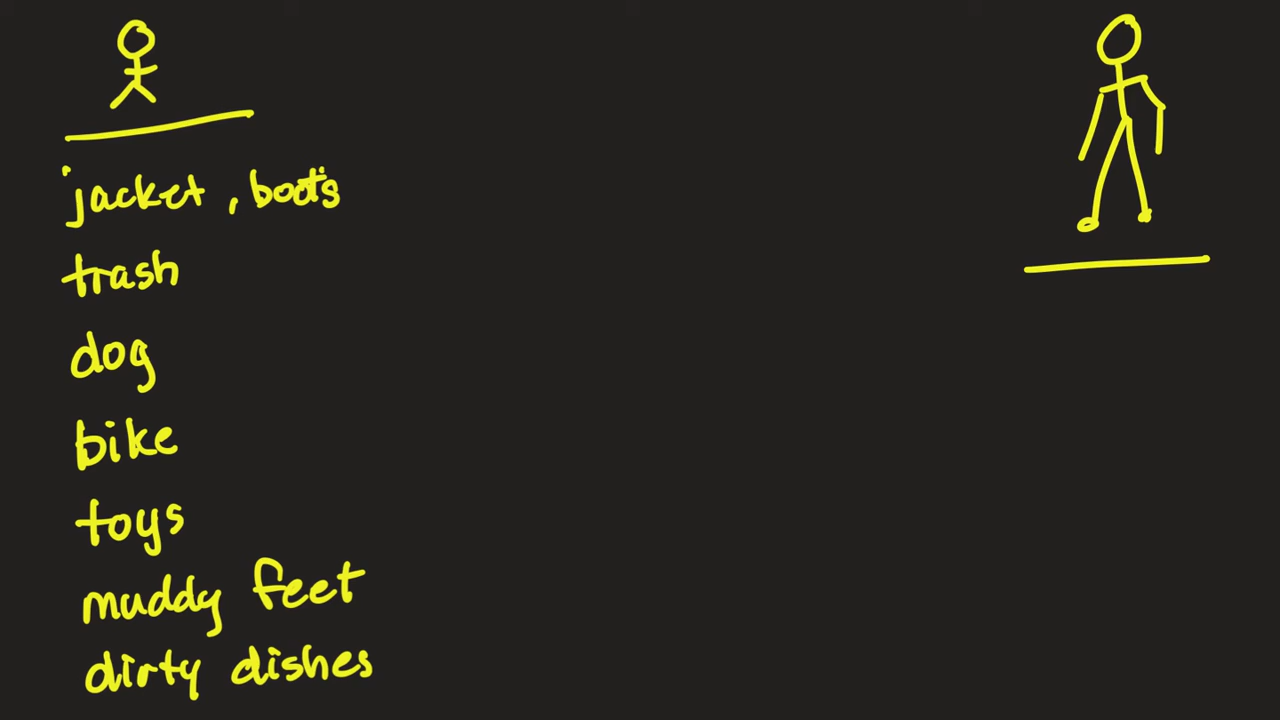 jacket, boots
trash
dog
bike
toys
muddy feet
dirty dishes